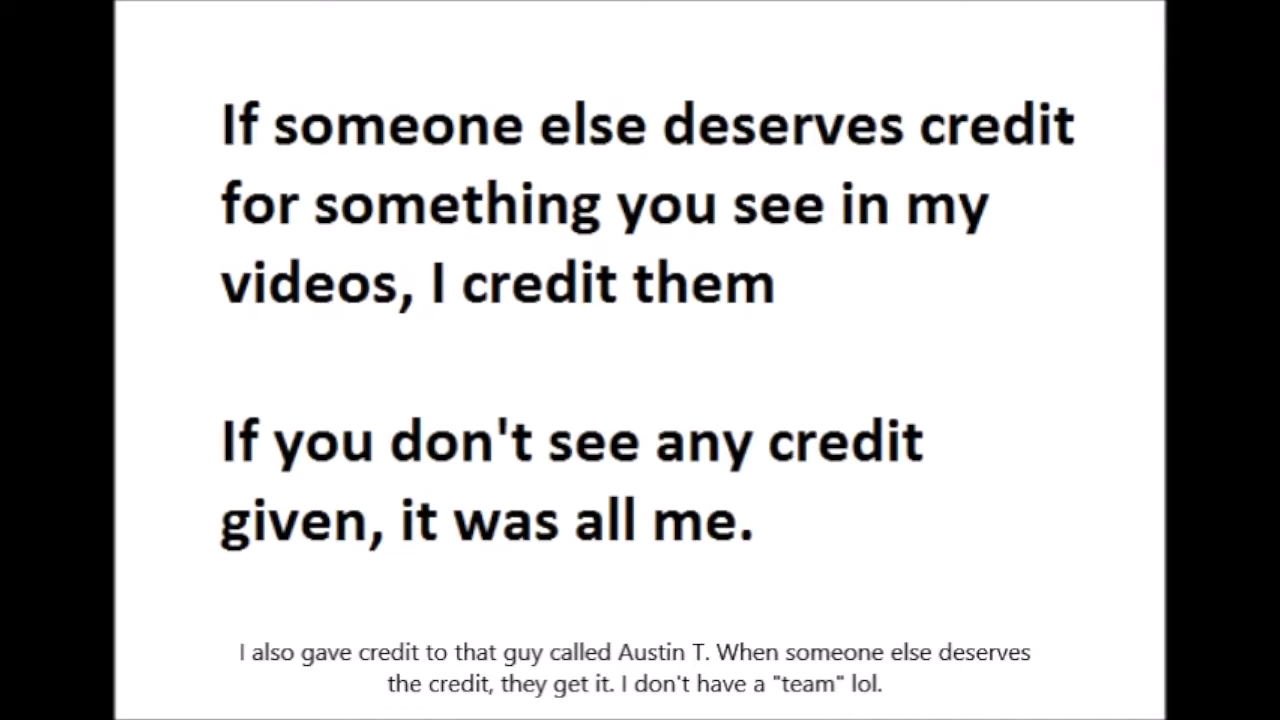 If someone else deserves credit
for something you see in my
videos, I credit them
If you don't see any credit
given, it was all me.
I also gave credit to that guy called Austin T. When someone else deserves
the credit, they get it. I don't have a "team" lol.